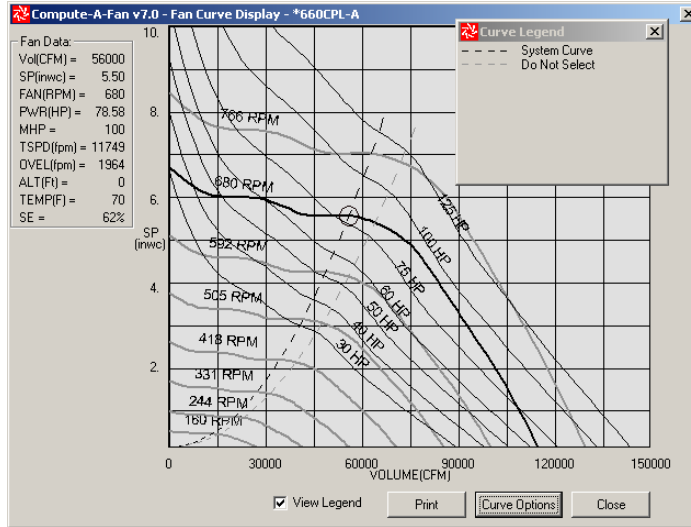 Compute-A-Fan v7.0 - Fan Curve Display - *660CPL-A
Curve Legend
System Curve
Do Not Select
Fan Data:
Vol(CFM) = 56000
SP(inwc) = 5.50
FAN(RPM) = 680
PWR(HP) = 78.58
MHP = 100
TSPD(fpm) = 11749
OVEL(fpm) = 1964
ALT(Ft) = 0
TEMP(F) = 70
SE = 62%
10.
8.
6.
SP
(inwc)
4.
2.
766 RPM
680 RPM
592 RPM
505 RPM
418 RPM
331 RPM
244 RPM
160 RPM
125 HP
100 HP
75 HP
60 HP
50 HP
40 HP
30 HP
0 30000 60000 90000 120000 150000
VOLUME(CFM)
View Legend Print Curve Options Close